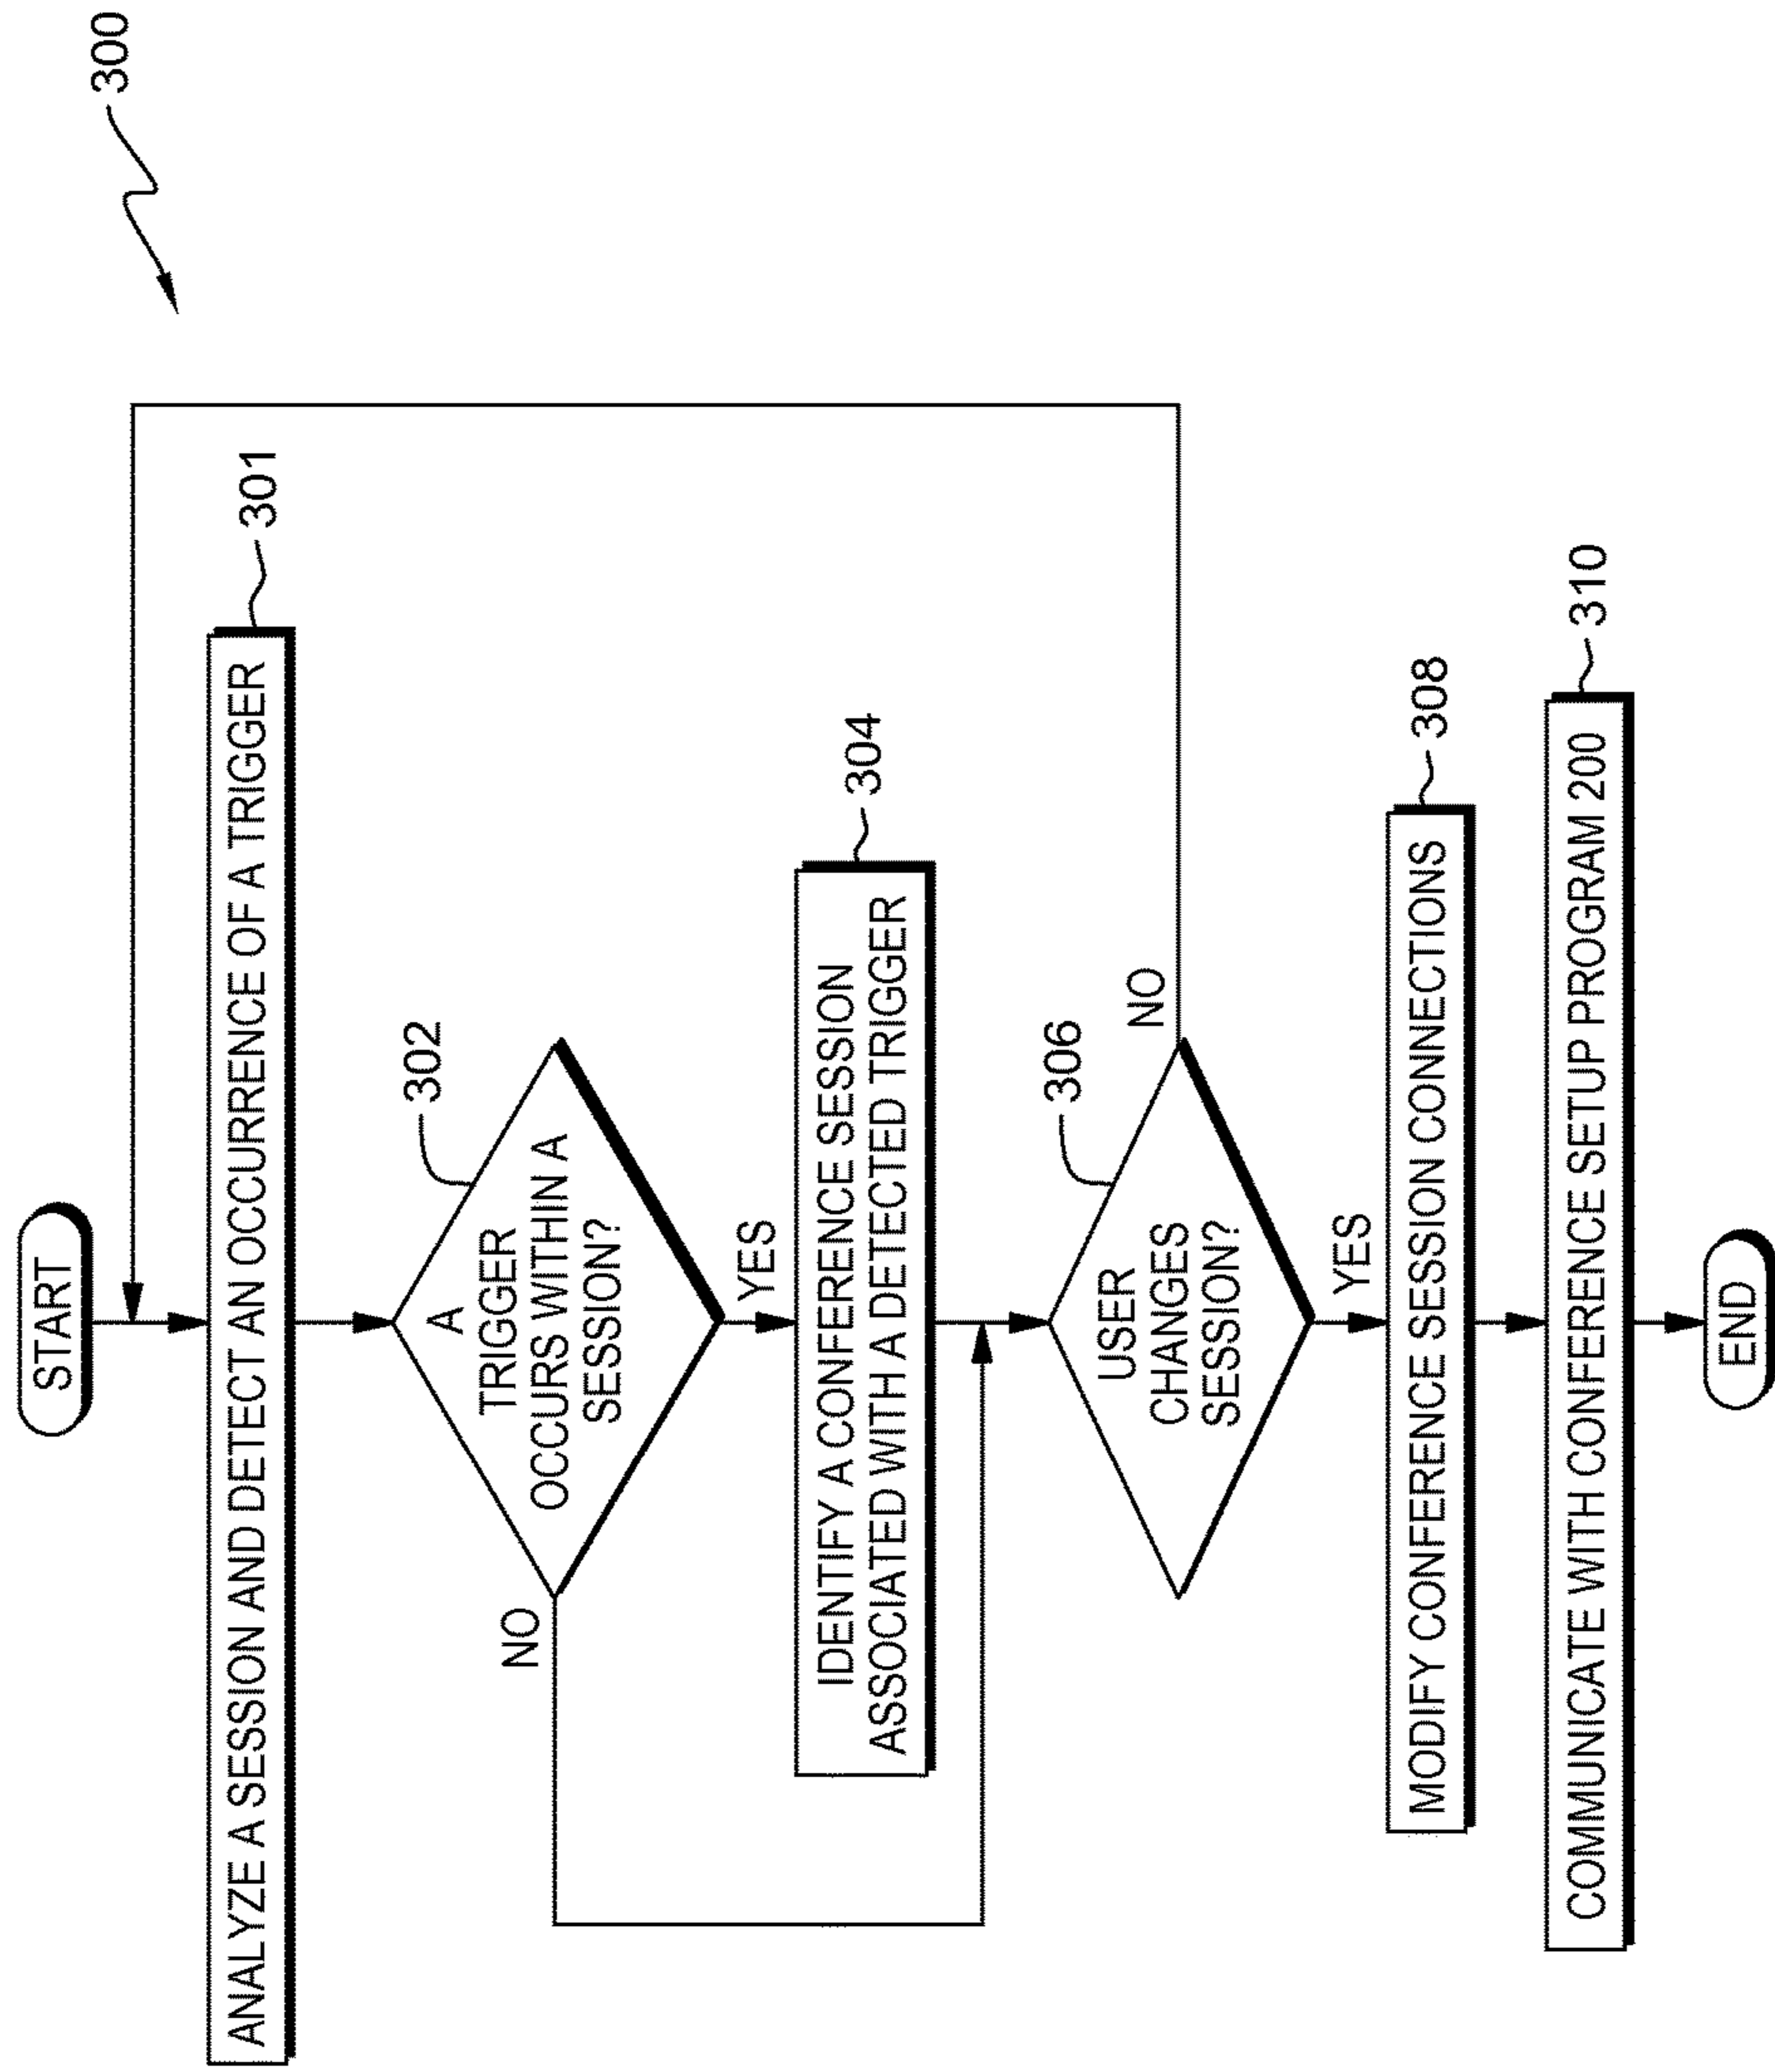 300
START
ANALYZE A SESSION AND DETECT AN OCCURRENCE OF A TRIGGER
301
302
A
TRIGGER
OCCURS WITHIN A
SESSION?
NO
YES
304
IDENTIFY A CONFERENCE SESSION
ASSOCIATED WITH A DETECTED TRIGGER
306
USER
CHANGES
SESSION?
NO
YES
308
MODIFY CONFERENCE SESSION CONNECTIONS
310
COMMUNICATE WITH CONFERENCE SETUP PROGRAM 200
END